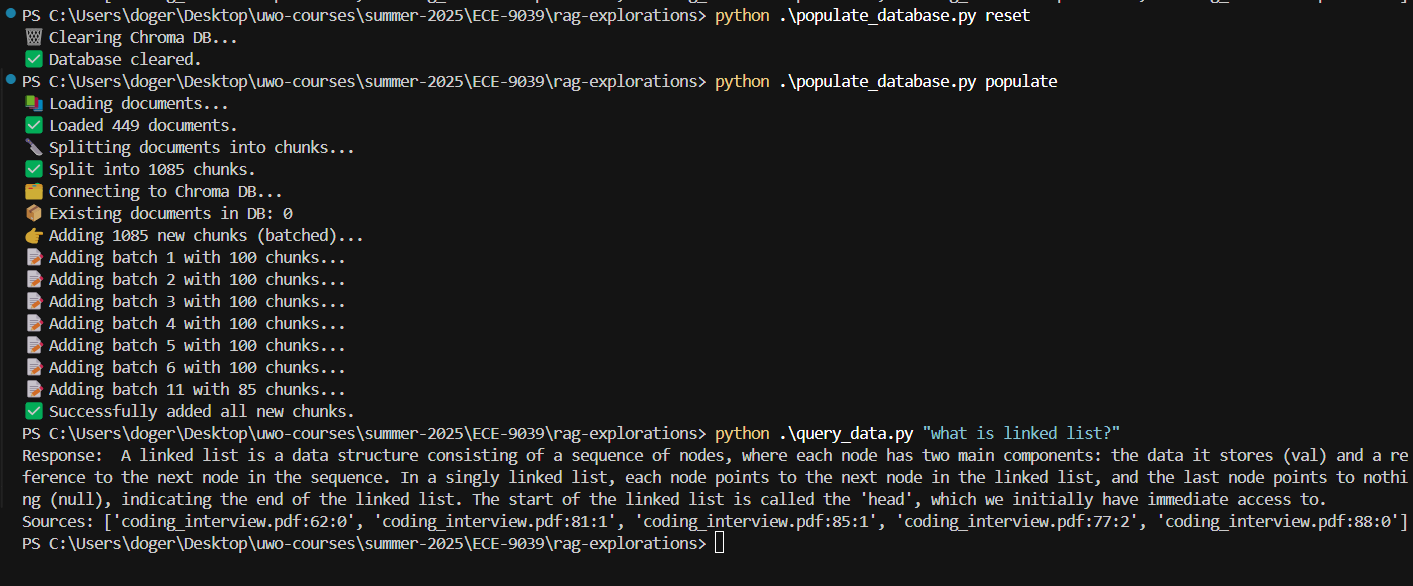 PS C:\Users\doger\Desktop\uwo-courses\summer-2025\ECE-9039\rag-explorations> python .\populate_database.py reset
🗑️ Clearing Chroma DB...
✅ Database cleared.
PS C:\Users\doger\Desktop\uwo-courses\summer-2025\ECE-9039\rag-explorations> python .\populate_database.py populate
📚 Loading documents...
✅ Loaded 449 documents.
🔪 Splitting documents into chunks...
✅ Split into 1085 chunks.
🗂️ Connecting to Chroma DB...
📦 Existing documents in DB: 0
👉 Adding 1085 new chunks (batched)...
📝 Adding batch 1 with 100 chunks...
📝 Adding batch 2 with 100 chunks...
📝 Adding batch 3 with 100 chunks...
📝 Adding batch 4 with 100 chunks...
📝 Adding batch 5 with 100 chunks...
📝 Adding batch 6 with 100 chunks...
📝 Adding batch 11 with 85 chunks...
✅ Successfully added all new chunks.
PS C:\Users\doger\Desktop\uwo-courses\summer-2025\ECE-9039\rag-explorations> python .\query_data.py "what is linked list?"
Response:  A linked list is a data structure consisting of a sequence of nodes, where each node has two main components: the data it stores (val) and a re
ference to the next node in the sequence. In a singly linked list, each node points to the next node in the linked list, and the last node points to nothi
ng (null), indicating the end of the linked list. The start of the linked list is called the 'head', which we initially have immediate access to.
Sources: ['coding_interview.pdf:62:0', 'coding_interview.pdf:81:1', 'coding_interview.pdf:85:1', 'coding_interview.pdf:77:2', 'coding_interview.pdf:88:0']
PS C:\Users\doger\Desktop\uwo-courses\summer-2025\ECE-9039\rag-explorations>